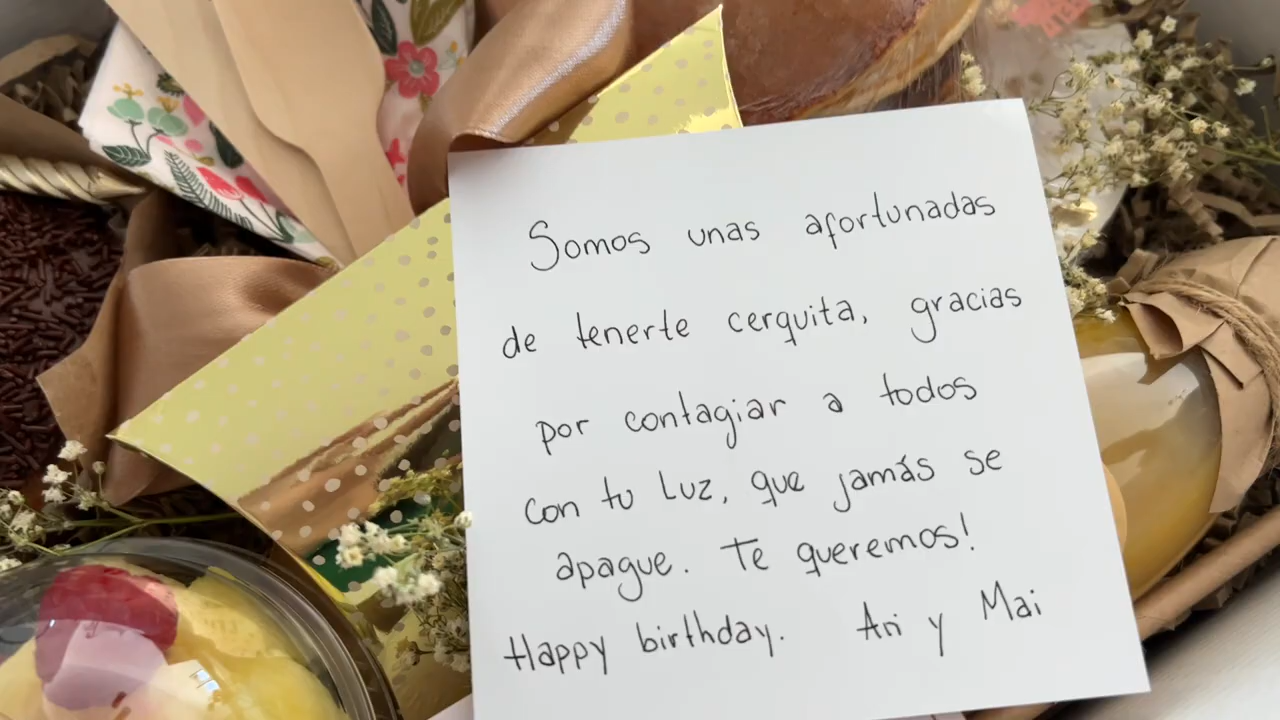 Somos unas afortunadas
de tenerte cerquita, gracias
por contagiar a todos
con tu luz, que jamás se
apague. Te queremos!
Happy birthday. Ari y Mai